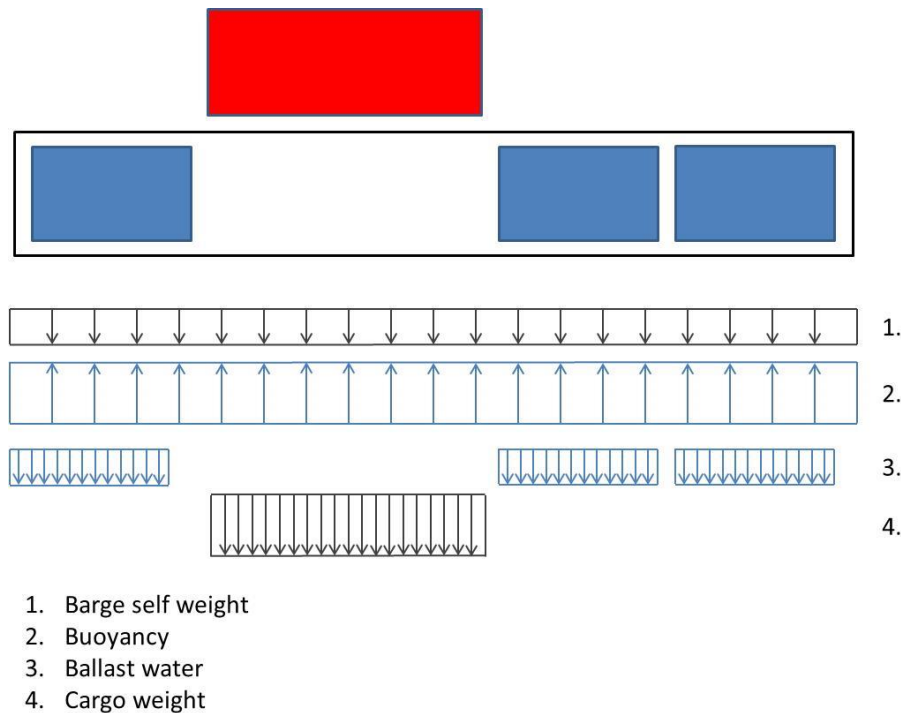 1.
2.
3.
4.
1. Barge self weight
2. Buoyancy
3. Ballast water
4. Cargo weight